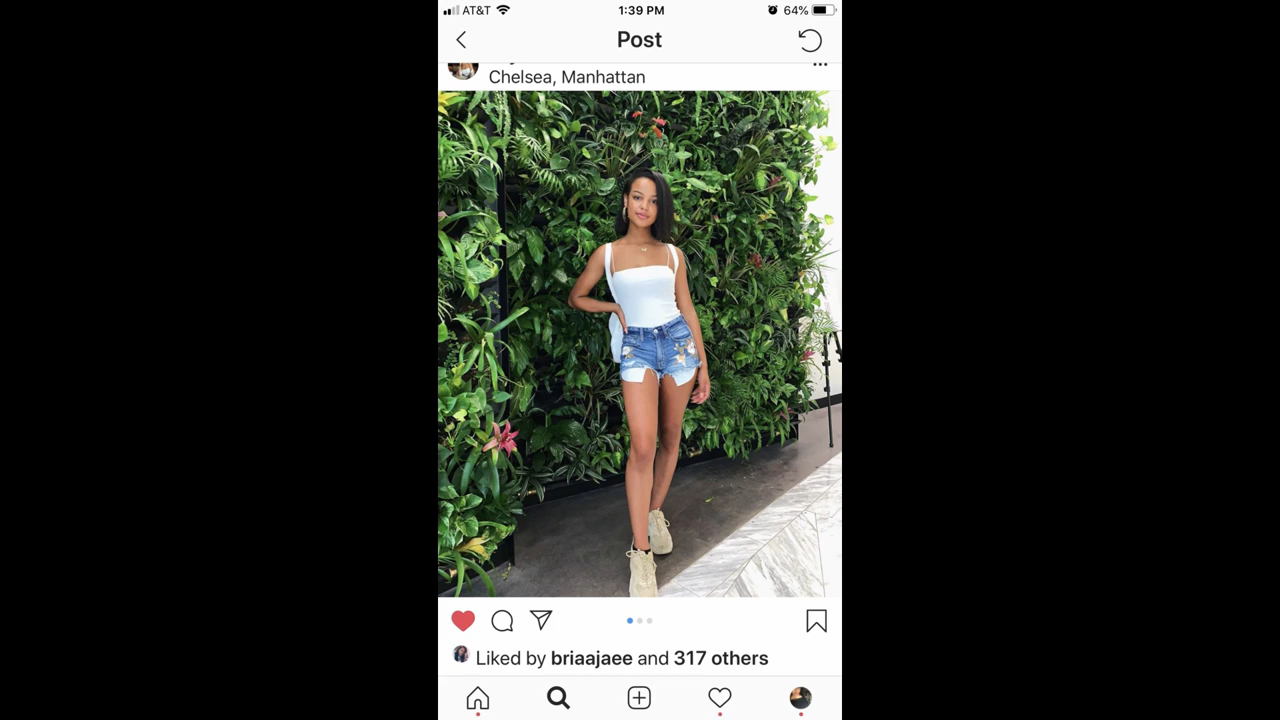 AT&T 1:39 PM 64%
Post
Chelsea, Manhattan
Liked by briaajaee and 317 others